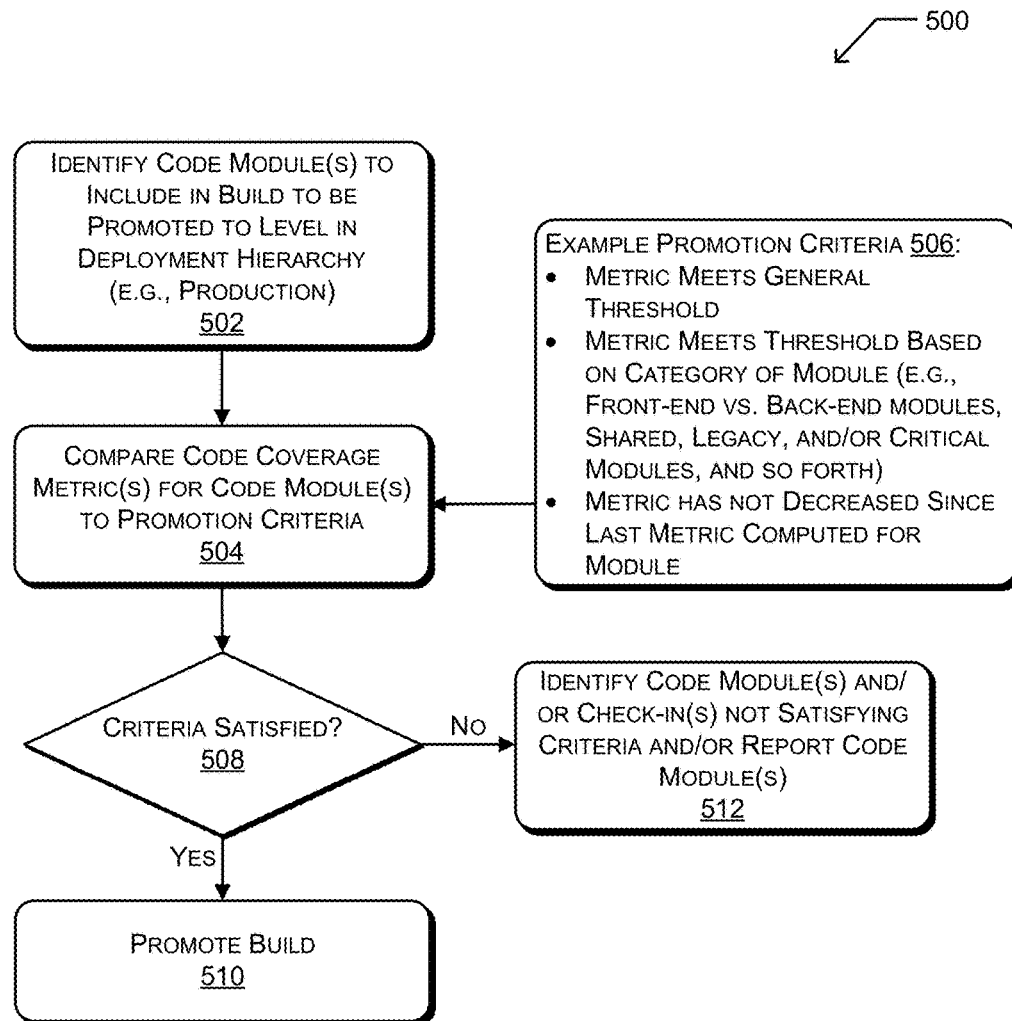 500
IDENTIFY CODE MODULE(S) TO
INCLUDE IN BUILD TO BE
PROMOTED TO LEVEL IN
DEPLOYMENT HIERARCHY
(E.G., PRODUCTION)
502
EXAMPLE PROMOTION CRITERIA 506:
• METRIC MEETS GENERAL
THRESHOLD
• METRIC MEETS THRESHOLD BASED
ON CATEGORY OF MODULE (E.G.,
FRONT-END VS. BACK-END MODULES,
SHARED, LEGACY, AND/OR CRITICAL
MODULES, AND SO FORTH)
• METRIC HAS NOT DECREASED SINCE
LAST METRIC COMPUTED FOR
MODULE
COMPARE CODE COVERAGE
METRIC(S) FOR CODE MODULE(S)
TO PROMOTION CRITERIA
504
CRITERIA SATISFIED?
508
NO
IDENTIFY CODE MODULE(S) AND/
OR CHECK-IN(S) NOT SATISFYING
CRITERIA AND/OR REPORT CODE
MODULE(S)
512
YES
PROMOTE BUILD
510